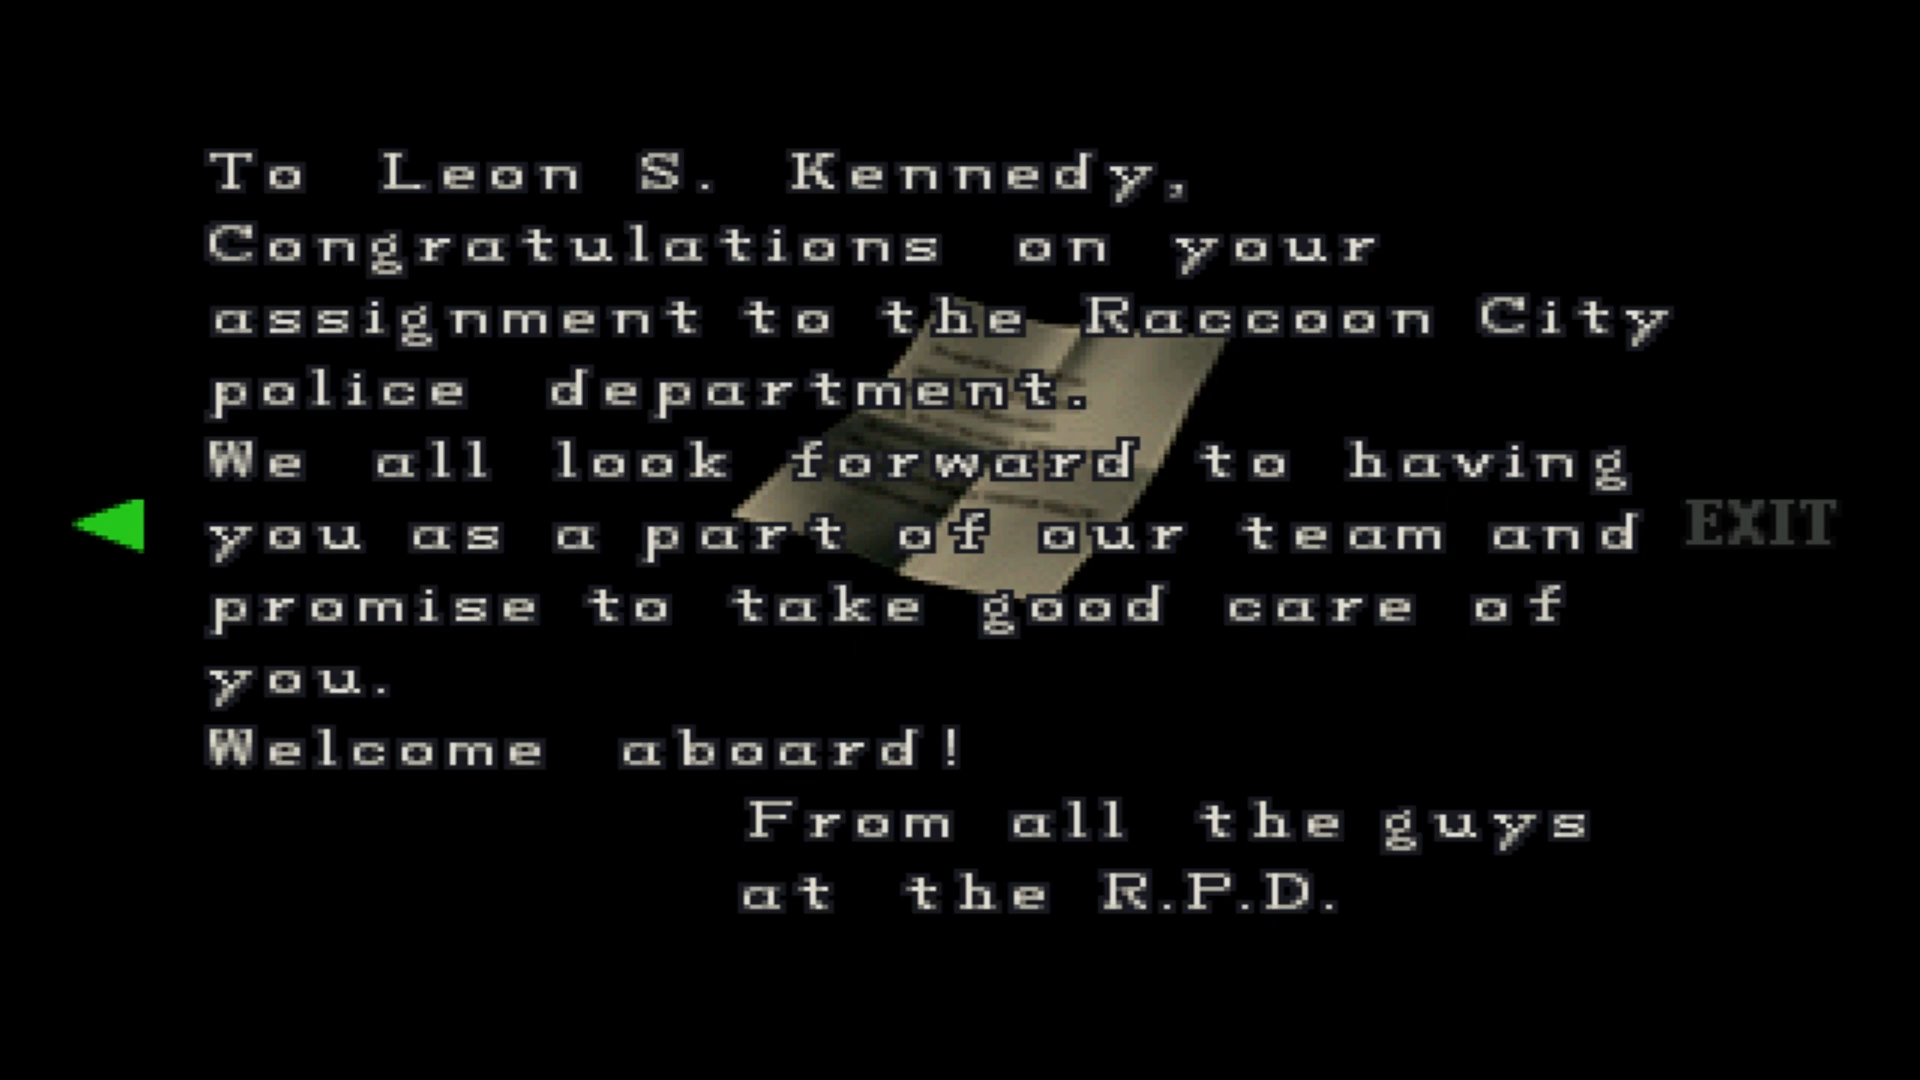 To Leon S. Kennedy,
Congratulations on your
assignment to the Raccoon City
police department.
We all look forward to having
you as a part of our team and
promise to take good care of
you.
Welcome aboard!
From all the guys
at the R.P.D.
EXIT